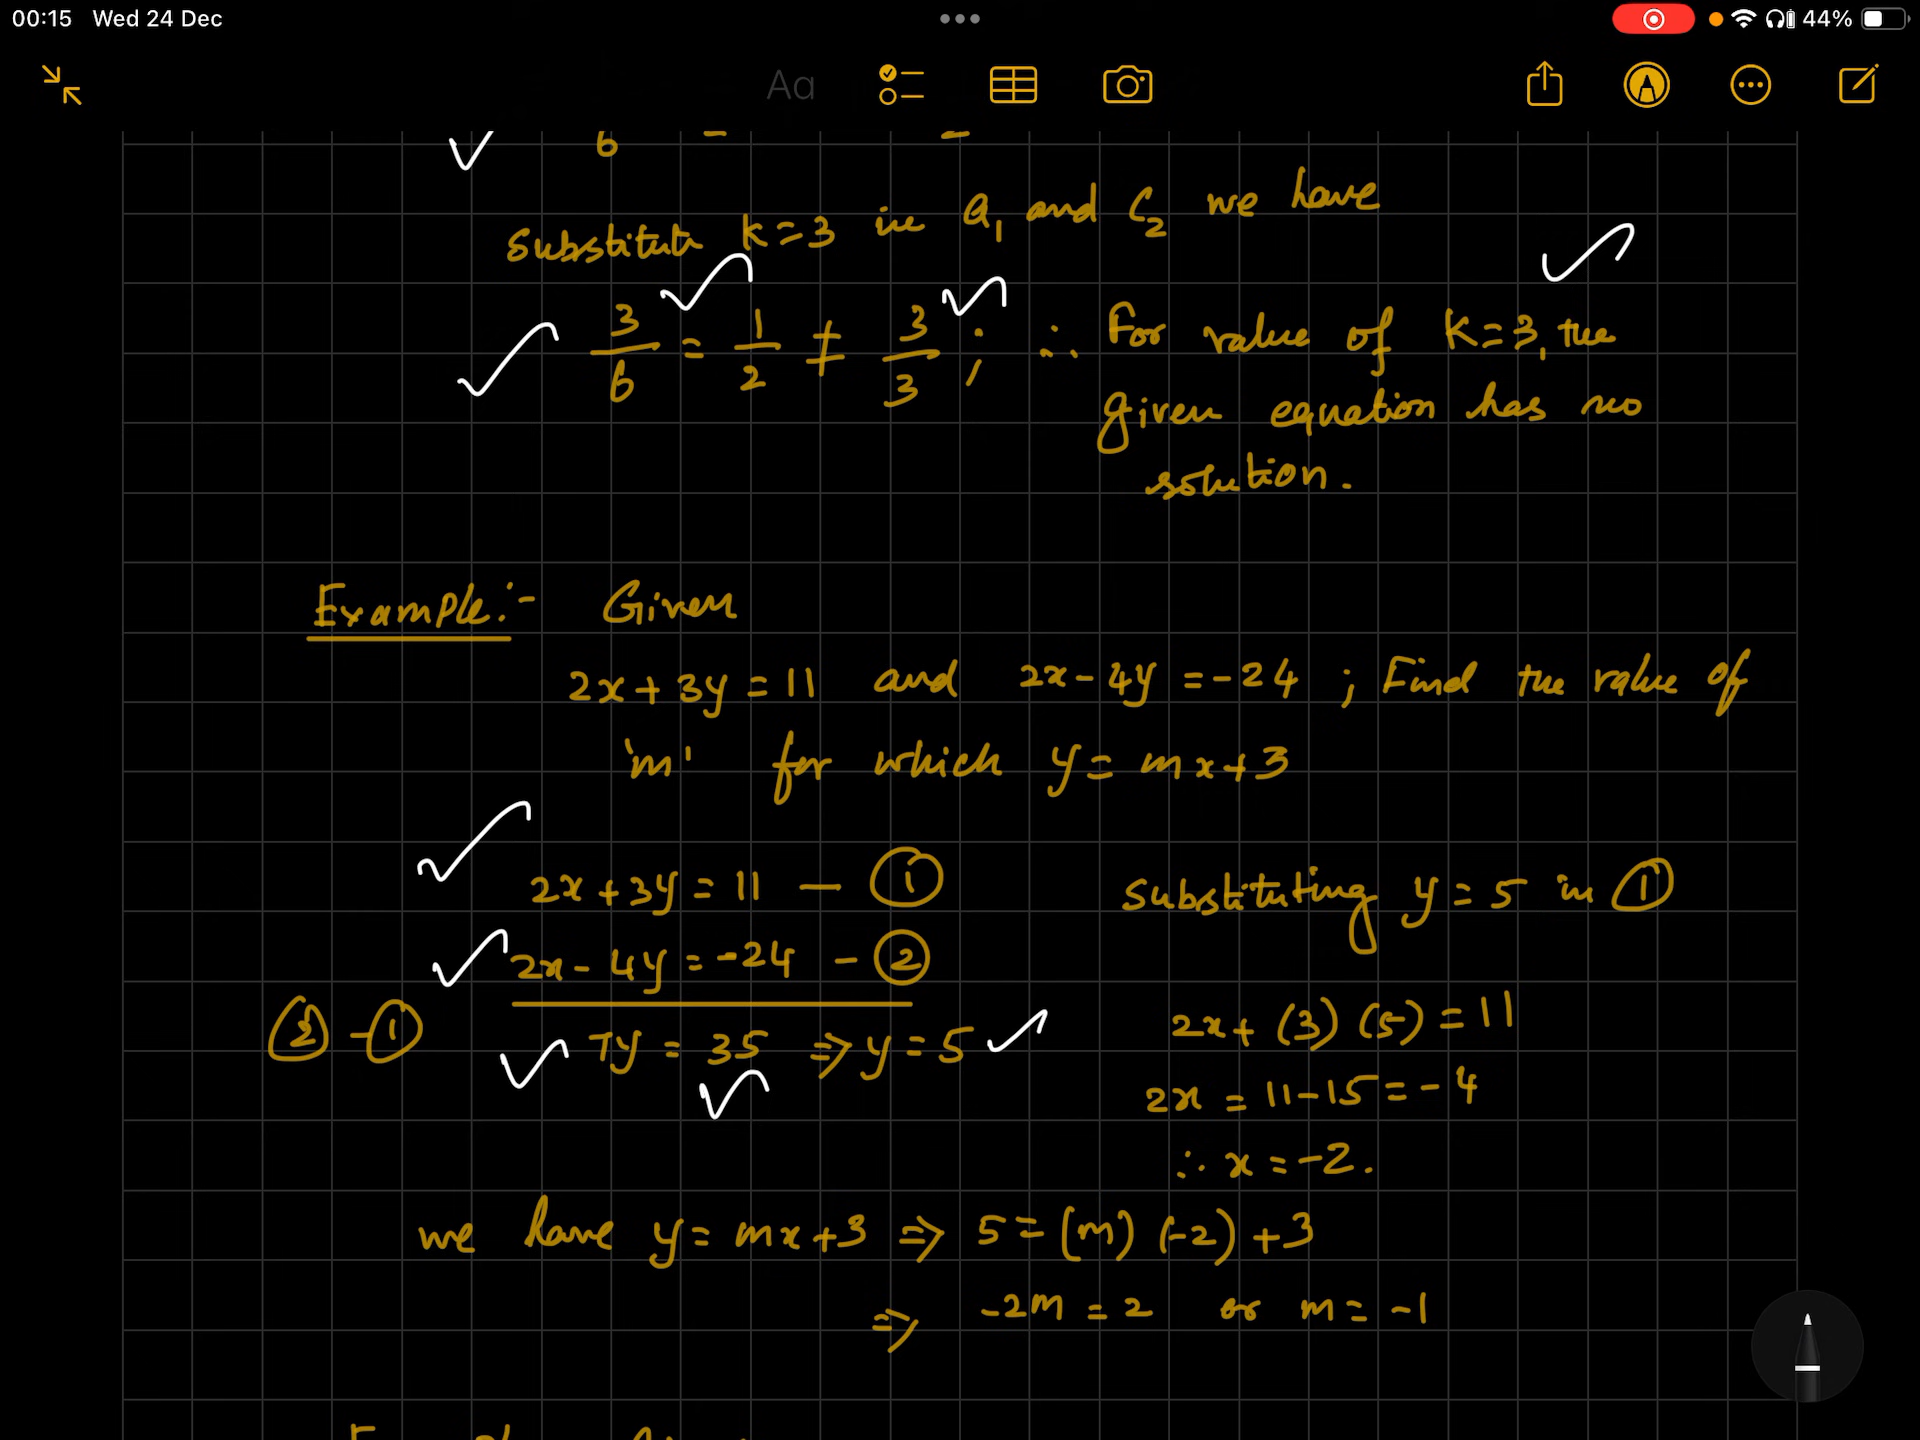 00:15 Wed 24 Dec
44%
Aa
6
Substitute k=3 in a₁ and C₂ we have
3/6 = 1/2 ≠ 3/3 ; ∴ For value of k=3, the
given equation has no
solution.
Example:- Given
2x+3y=11 and 2x-4y=-24 ; Find the value of
'm' for which y=mx+3
2x+3y=11 — ①
2x-4y=-24 - ②
② - ① 7y = 35 ⇒ y=5
Substituting y=5 in ①
2x+(3)(5)=11
2x = 11-15=-4
∴ x=-2.
we have y=mx+3 ⇒ 5=(m)(-2)+3
⇒ -2m=2 or m=-1